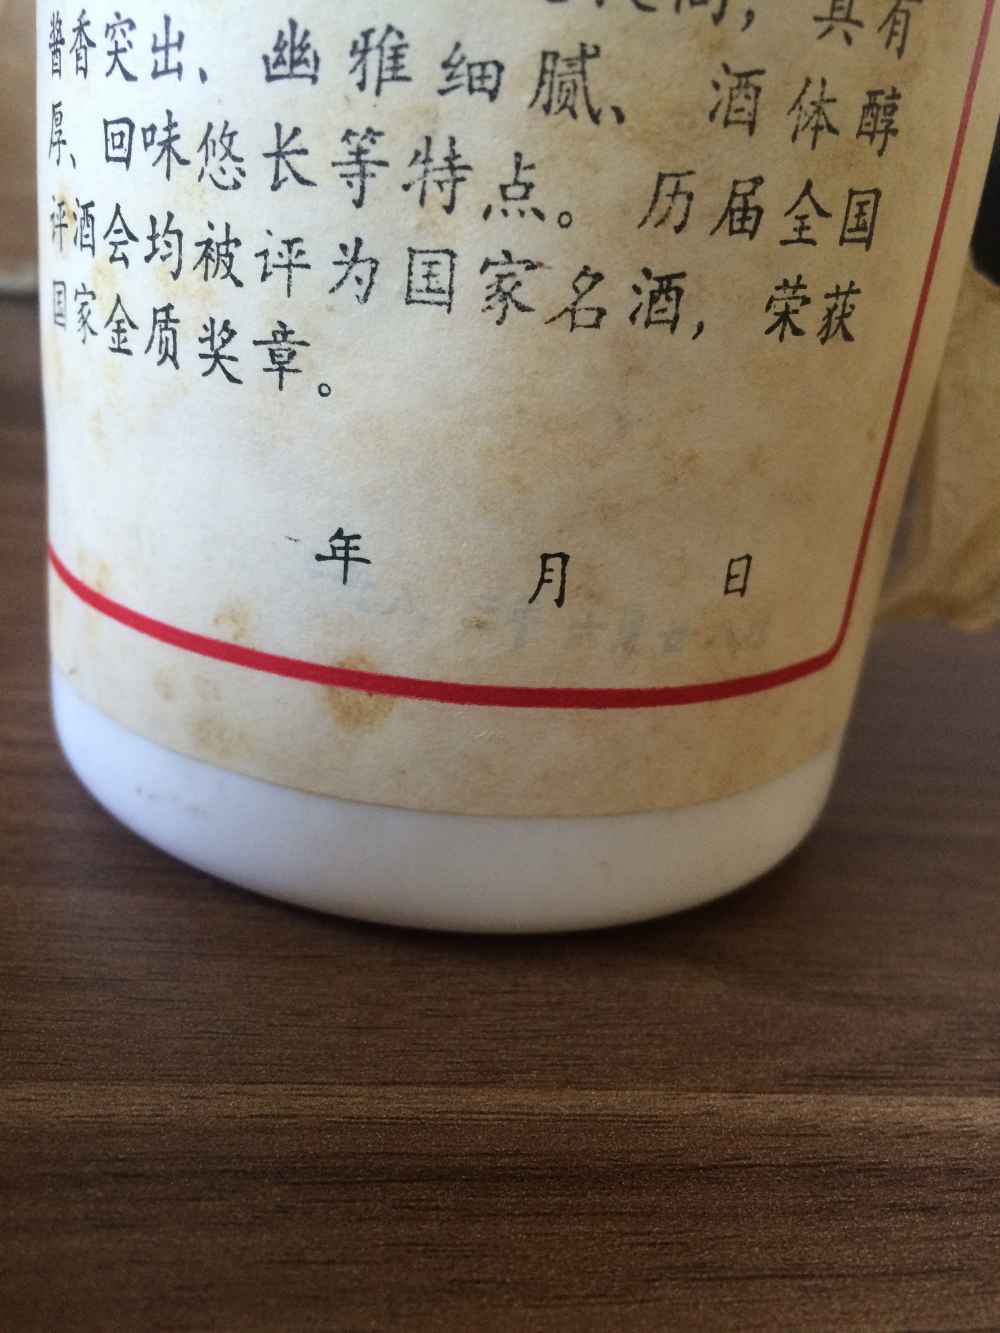 具有
酱香突出、幽雅细腻、酒体醇
厚、回味悠长等特点。历届全国
评酒会均被评为国家名酒，荣获
国家金质奖章。
年 月 日